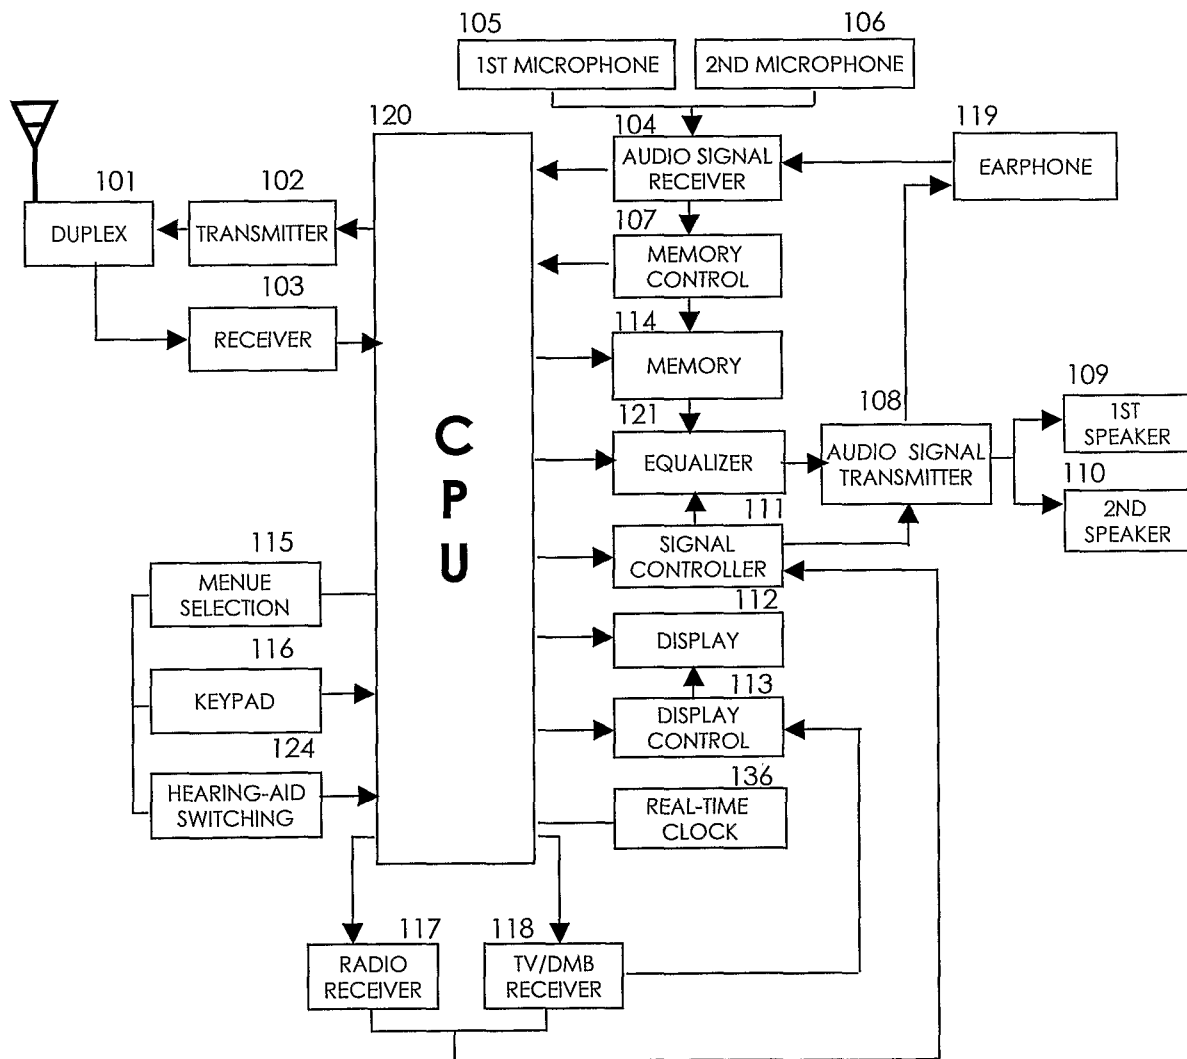 105
106
1ST MICROPHONE
2ND MICROPHONE
120
104
119
AUDIO SIGNAL
RECEIVER
EARPHONE
101
102
DUPLEX
TRANSMITTER
107
MEMORY
CONTROL
103
RECEIVER
114
MEMORY
109
1ST
SPEAKER
121
108
EQUALIZER
AUDIO SIGNAL
TRANSMITTER
110
2ND
SPEAKER
C
P
U
111
SIGNAL
CONTROLLER
115
MENUE
SELECTION
112
DISPLAY
116
KEYPAD
113
DISPLAY
CONTROL
124
HEARING-AID
SWITCHING
136
REAL-TIME
CLOCK
117
118
RADIO
RECEIVER
TV/DMB
RECEIVER